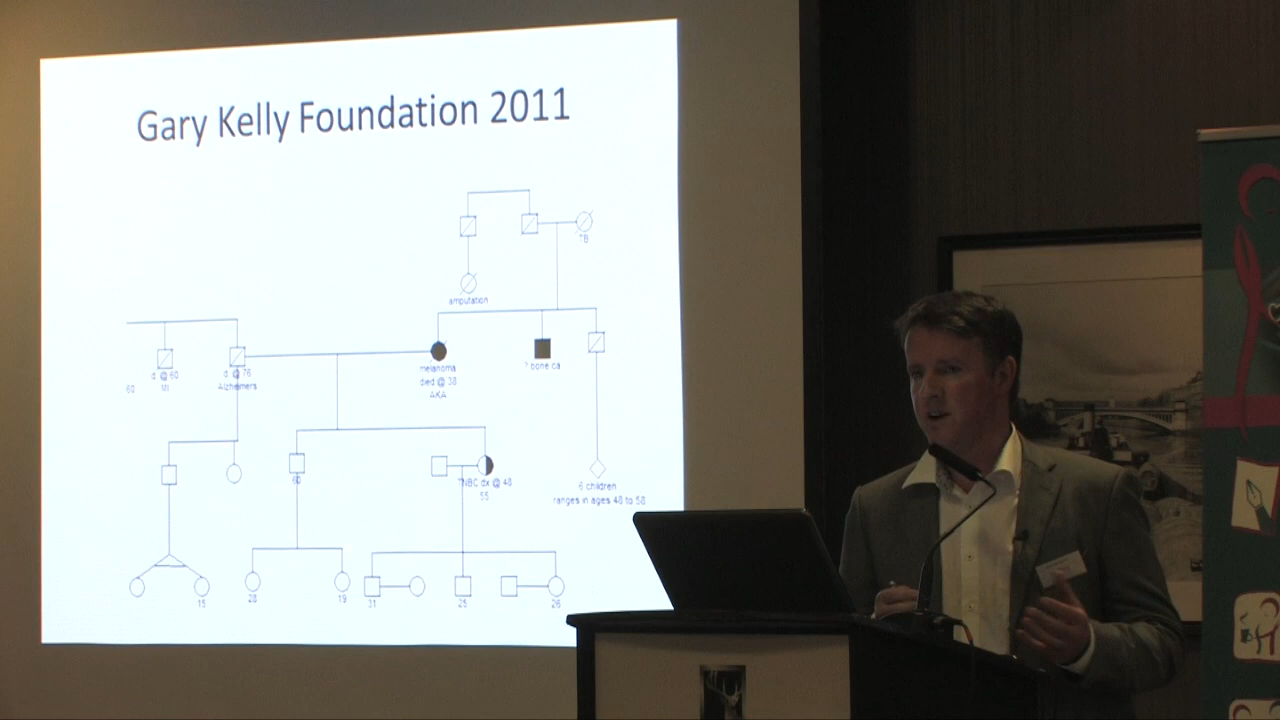 Gary Kelly Foundation 2011
TB
amputation
d. @ 60
60
d. @ 76
Alzheimers
melanoma
died @ 38
AKA
? bone ca
60
TNBC dx @ 48
55
6 children
ranges in ages 48 to 58
15
28
19
31
25
26